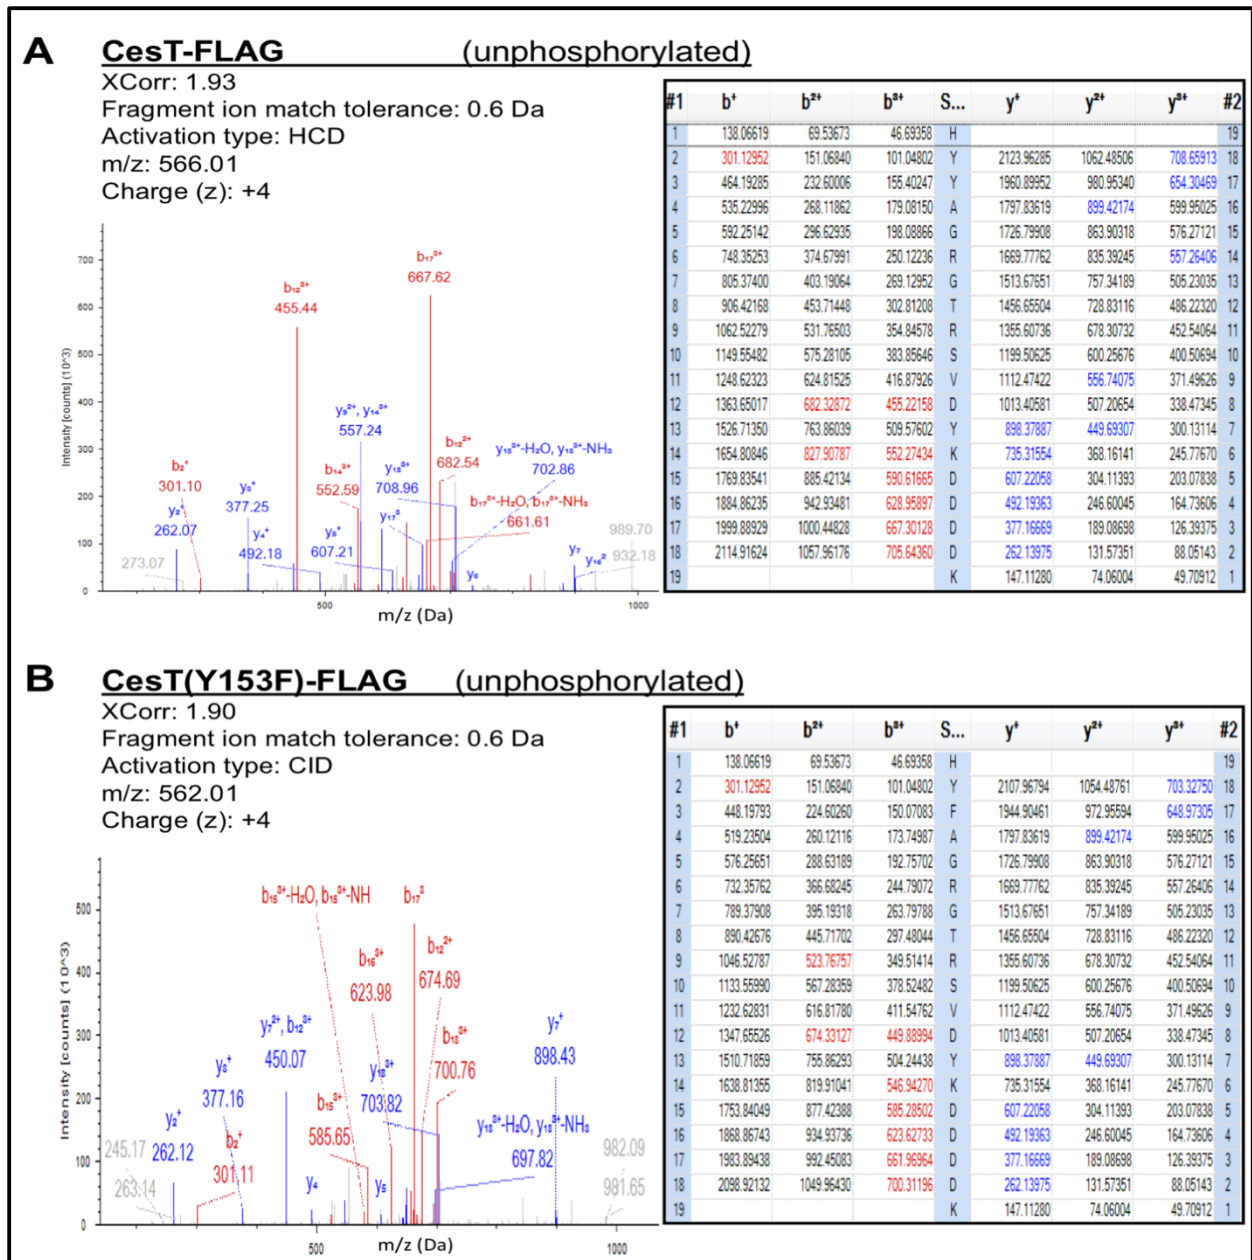 A CesT-FLAG (unphosphorylated)
XCorr: 1.93
Fragment ion match tolerance: 0.6 Da
Activation type: HCD
m/z: 566.01
Charge (z): +4
Intensity [counts] (10^3)
700
600
500
400
300
200
100
0
b₁₇³⁺
667.62
b₁₂³⁺
455.44
y₉²⁺, y₁₄³⁺
557.24
b₂⁺
301.10
y₃⁺
377.25
y₂⁺
262.07
y₄⁺
492.18
b₁₄³⁺
552.59
y₅⁺
607.21
y₁₈³⁺
708.96
y₁₇³
b₁₂²⁺
682.54
y₁₈³⁺-H₂O, y₁₈³⁺-NH₃
702.86
b₁₇³⁺-H₂O, b₁₇³⁺-NH₃
661.61
y₆
y₇
y₁₆²
989.70
932.18
273.07
500
1000
m/z (Da)
#1 b⁺ b²⁺ b³⁺ S... y⁺ y²⁺ y³⁺ #2
1 138.06619 69.53673 46.69358 H 19
2 301.12952 151.06840 101.04802 Y 2123.96285 1062.48506 708.65913 18
3 464.19285 232.60006 155.40247 Y 1960.89952 980.95340 654.30469 17
4 535.22996 268.11862 179.08150 A 1797.83619 899.42174 599.95025 16
5 592.25142 296.62935 198.08866 G 1726.79908 863.90318 576.27121 15
6 748.35253 374.67991 250.12236 R 1669.77762 835.39245 557.26406 14
7 805.37400 403.19064 269.12952 G 1513.67651 757.34189 505.23035 13
8 906.42168 453.71448 302.81208 T 1456.65504 728.83116 486.22320 12
9 1062.52279 531.76503 354.84578 R 1355.60736 678.30732 452.54064 11
10 1149.55482 575.28105 383.85646 S 1199.50625 600.25676 400.50694 10
11 1248.62323 624.81525 416.87926 V 1112.47422 556.74075 371.49626 9
12 1363.65017 682.32872 455.22158 D 1013.40581 507.20654 338.47345 8
13 1526.71350 763.86039 509.57602 Y 898.37887 449.69307 300.13114 7
14 1654.80846 827.90787 552.27434 K 735.31554 368.16141 245.77670 6
15 1769.83541 885.42134 590.61665 D 607.22058 304.11393 203.07838 5
16 1884.86235 942.93481 628.95897 D 492.19363 246.60045 164.73606 4
17 1999.88929 1000.44828 667.30128 D 377.16669 189.08698 126.39375 3
18 2114.91624 1057.96176 705.64360 D 262.13975 131.57351 88.05143 2
19 K 147.11280 74.06004 49.70912 1
B CesT(Y153F)-FLAG (unphosphorylated)
XCorr: 1.90
Fragment ion match tolerance: 0.6 Da
Activation type: CID
m/z: 562.01
Charge (z): +4
Intensity [counts] (10^3)
500
400
300
200
100
0
b₁₅³⁺-H₂O, b₁₅³⁺-NH
b₁₇³
b₁₆³⁺
623.98
b₁₂²⁺
674.69
y₇²⁺, b₁₂³⁺
450.07
b₁₈³⁺
700.76
y₇⁺
898.43
y₃⁺
377.16
y₁₈³⁺
703.82
y₂⁺
262.12
b₂⁺
301.11
b₁₅³⁺
585.65
y₁₈³⁺-H₂O, y₁₈³⁺-NH₃
697.82
y₄
y₅
245.17
263.14
982.09
981.65
500
1000
m/z (Da)
#1 b⁺ b²⁺ b³⁺ S... y⁺ y²⁺ y³⁺ #2
1 138.06619 69.53673 46.69358 H 19
2 301.12952 151.06840 101.04802 Y 2107.96794 1054.48761 703.32750 18
3 448.19793 224.60260 150.07083 F 1944.90461 972.95594 648.97305 17
4 519.23504 260.12116 173.74987 A 1797.83619 899.42174 599.95025 16
5 576.25651 288.63189 192.75702 G 1726.79908 863.90318 576.27121 15
6 732.35762 366.68245 244.79072 R 1669.77762 835.39245 557.26406 14
7 789.37908 395.19318 263.79788 G 1513.67651 757.34189 505.23035 13
8 890.42676 445.71702 297.48044 T 1456.65504 728.83116 486.22320 12
9 1046.52787 523.76757 349.51414 R 1355.60736 678.30732 452.54064 11
10 1133.55990 567.28359 378.52482 S 1199.50625 600.25676 400.50694 10
11 1232.62831 616.81780 411.54762 V 1112.47422 556.74075 371.49626 9
12 1347.65526 674.33127 449.88994 D 1013.40581 507.20654 338.47345 8
13 1510.71859 755.86293 504.24438 Y 898.37887 449.69307 300.13114 7
14 1638.81355 819.91041 546.94270 K 735.31554 368.16141 245.77670 6
15 1753.84049 877.42388 585.28502 D 607.22058 304.11393 203.07838 5
16 1868.86743 934.93736 623.62733 D 492.19363 246.60045 164.73606 4
17 1983.89438 992.45083 661.96964 D 377.16669 189.08698 126.39375 3
18 2098.92132 1049.96430 700.31196 D 262.13975 131.57351 88.05143 2
19 K 147.11280 74.06004 49.70912 1